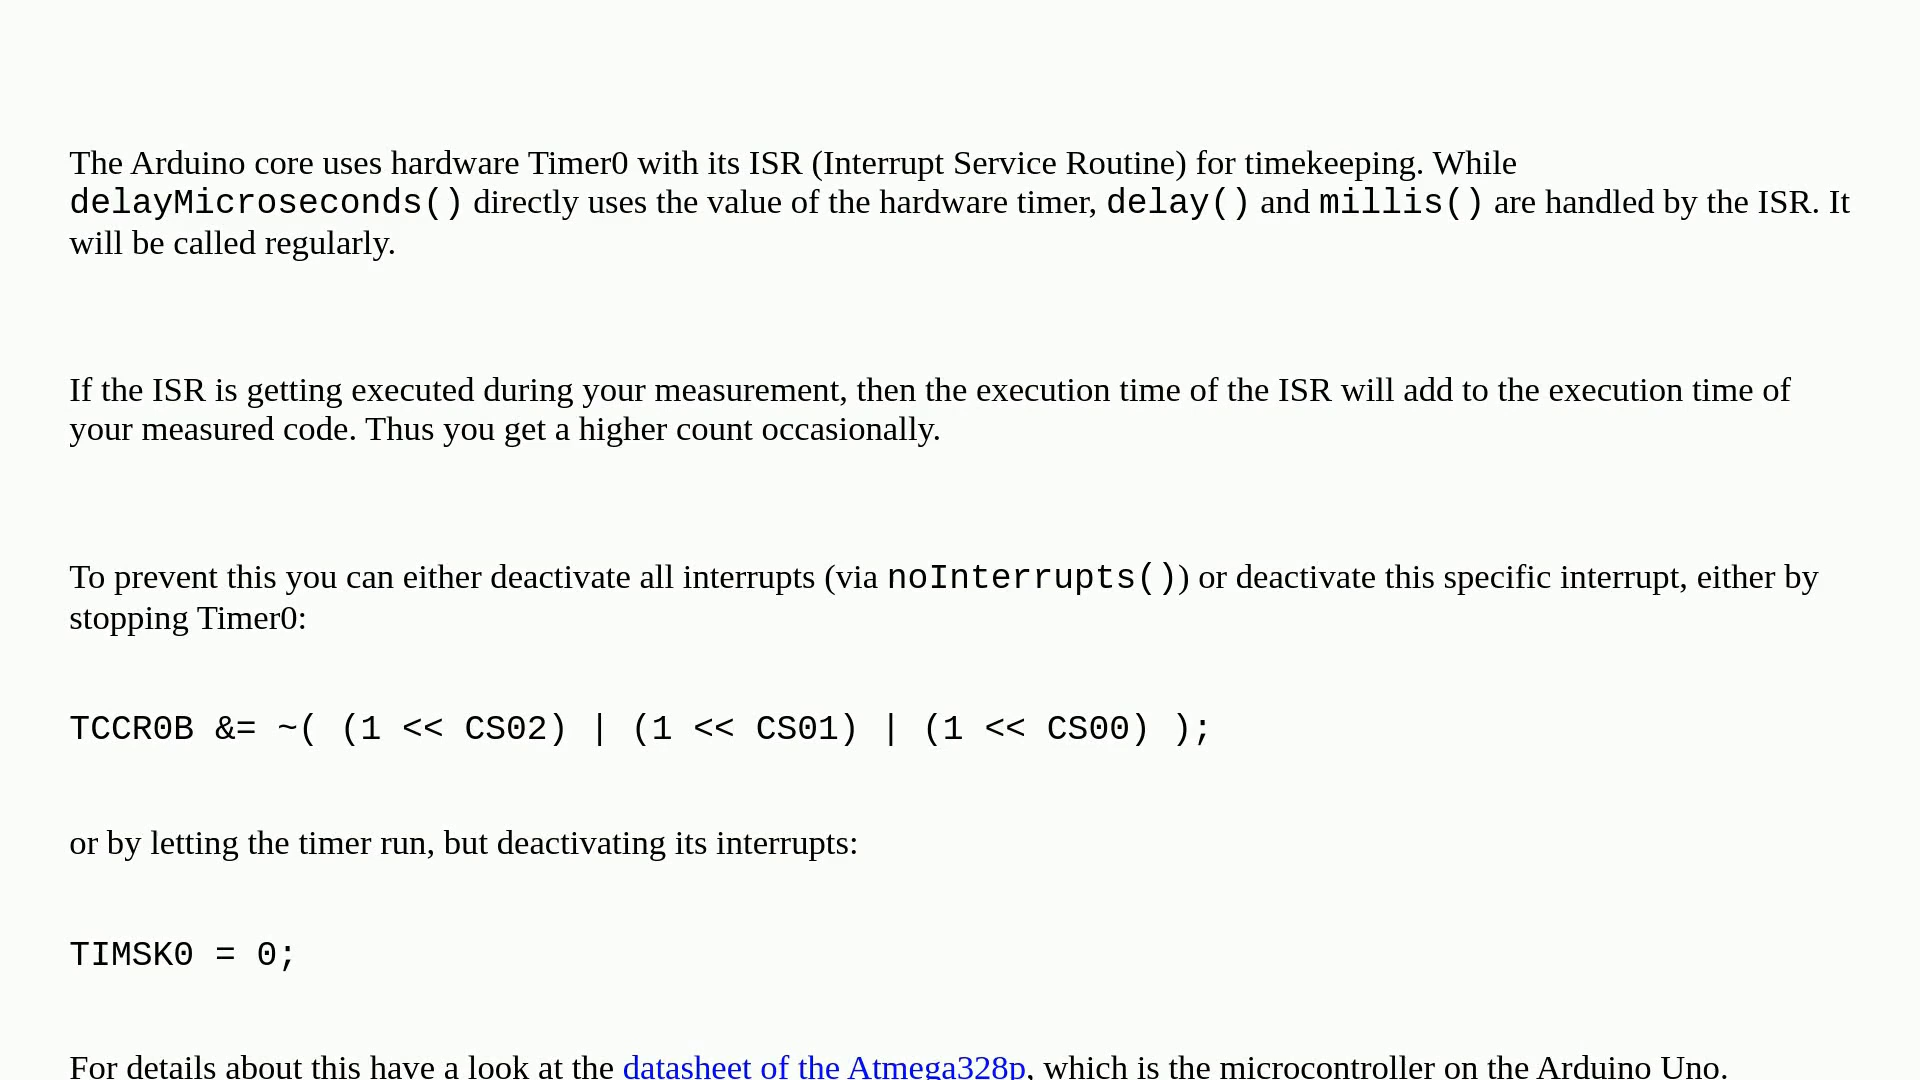 The Arduino core uses hardware Timer0 with its ISR (Interrupt Service Routine) for timekeeping. While
delayMicroseconds() directly uses the value of the hardware timer, delay() and millis() are handled by the ISR. It
will be called regularly.
If the ISR is getting executed during your measurement, then the execution time of the ISR will add to the execution time of
your measured code. Thus you get a higher count occasionally.
To prevent this you can either deactivate all interrupts (via noInterrupts()) or deactivate this specific interrupt, either by
stopping Timer0:
TCCR0B &= ~( (1 << CS02) | (1 << CS01) | (1 << CS00) );
or by letting the timer run, but deactivating its interrupts:
TIMSK0 = 0;
For details about this have a look at the datasheet of the Atmega328p, which is the microcontroller on the Arduino Uno.